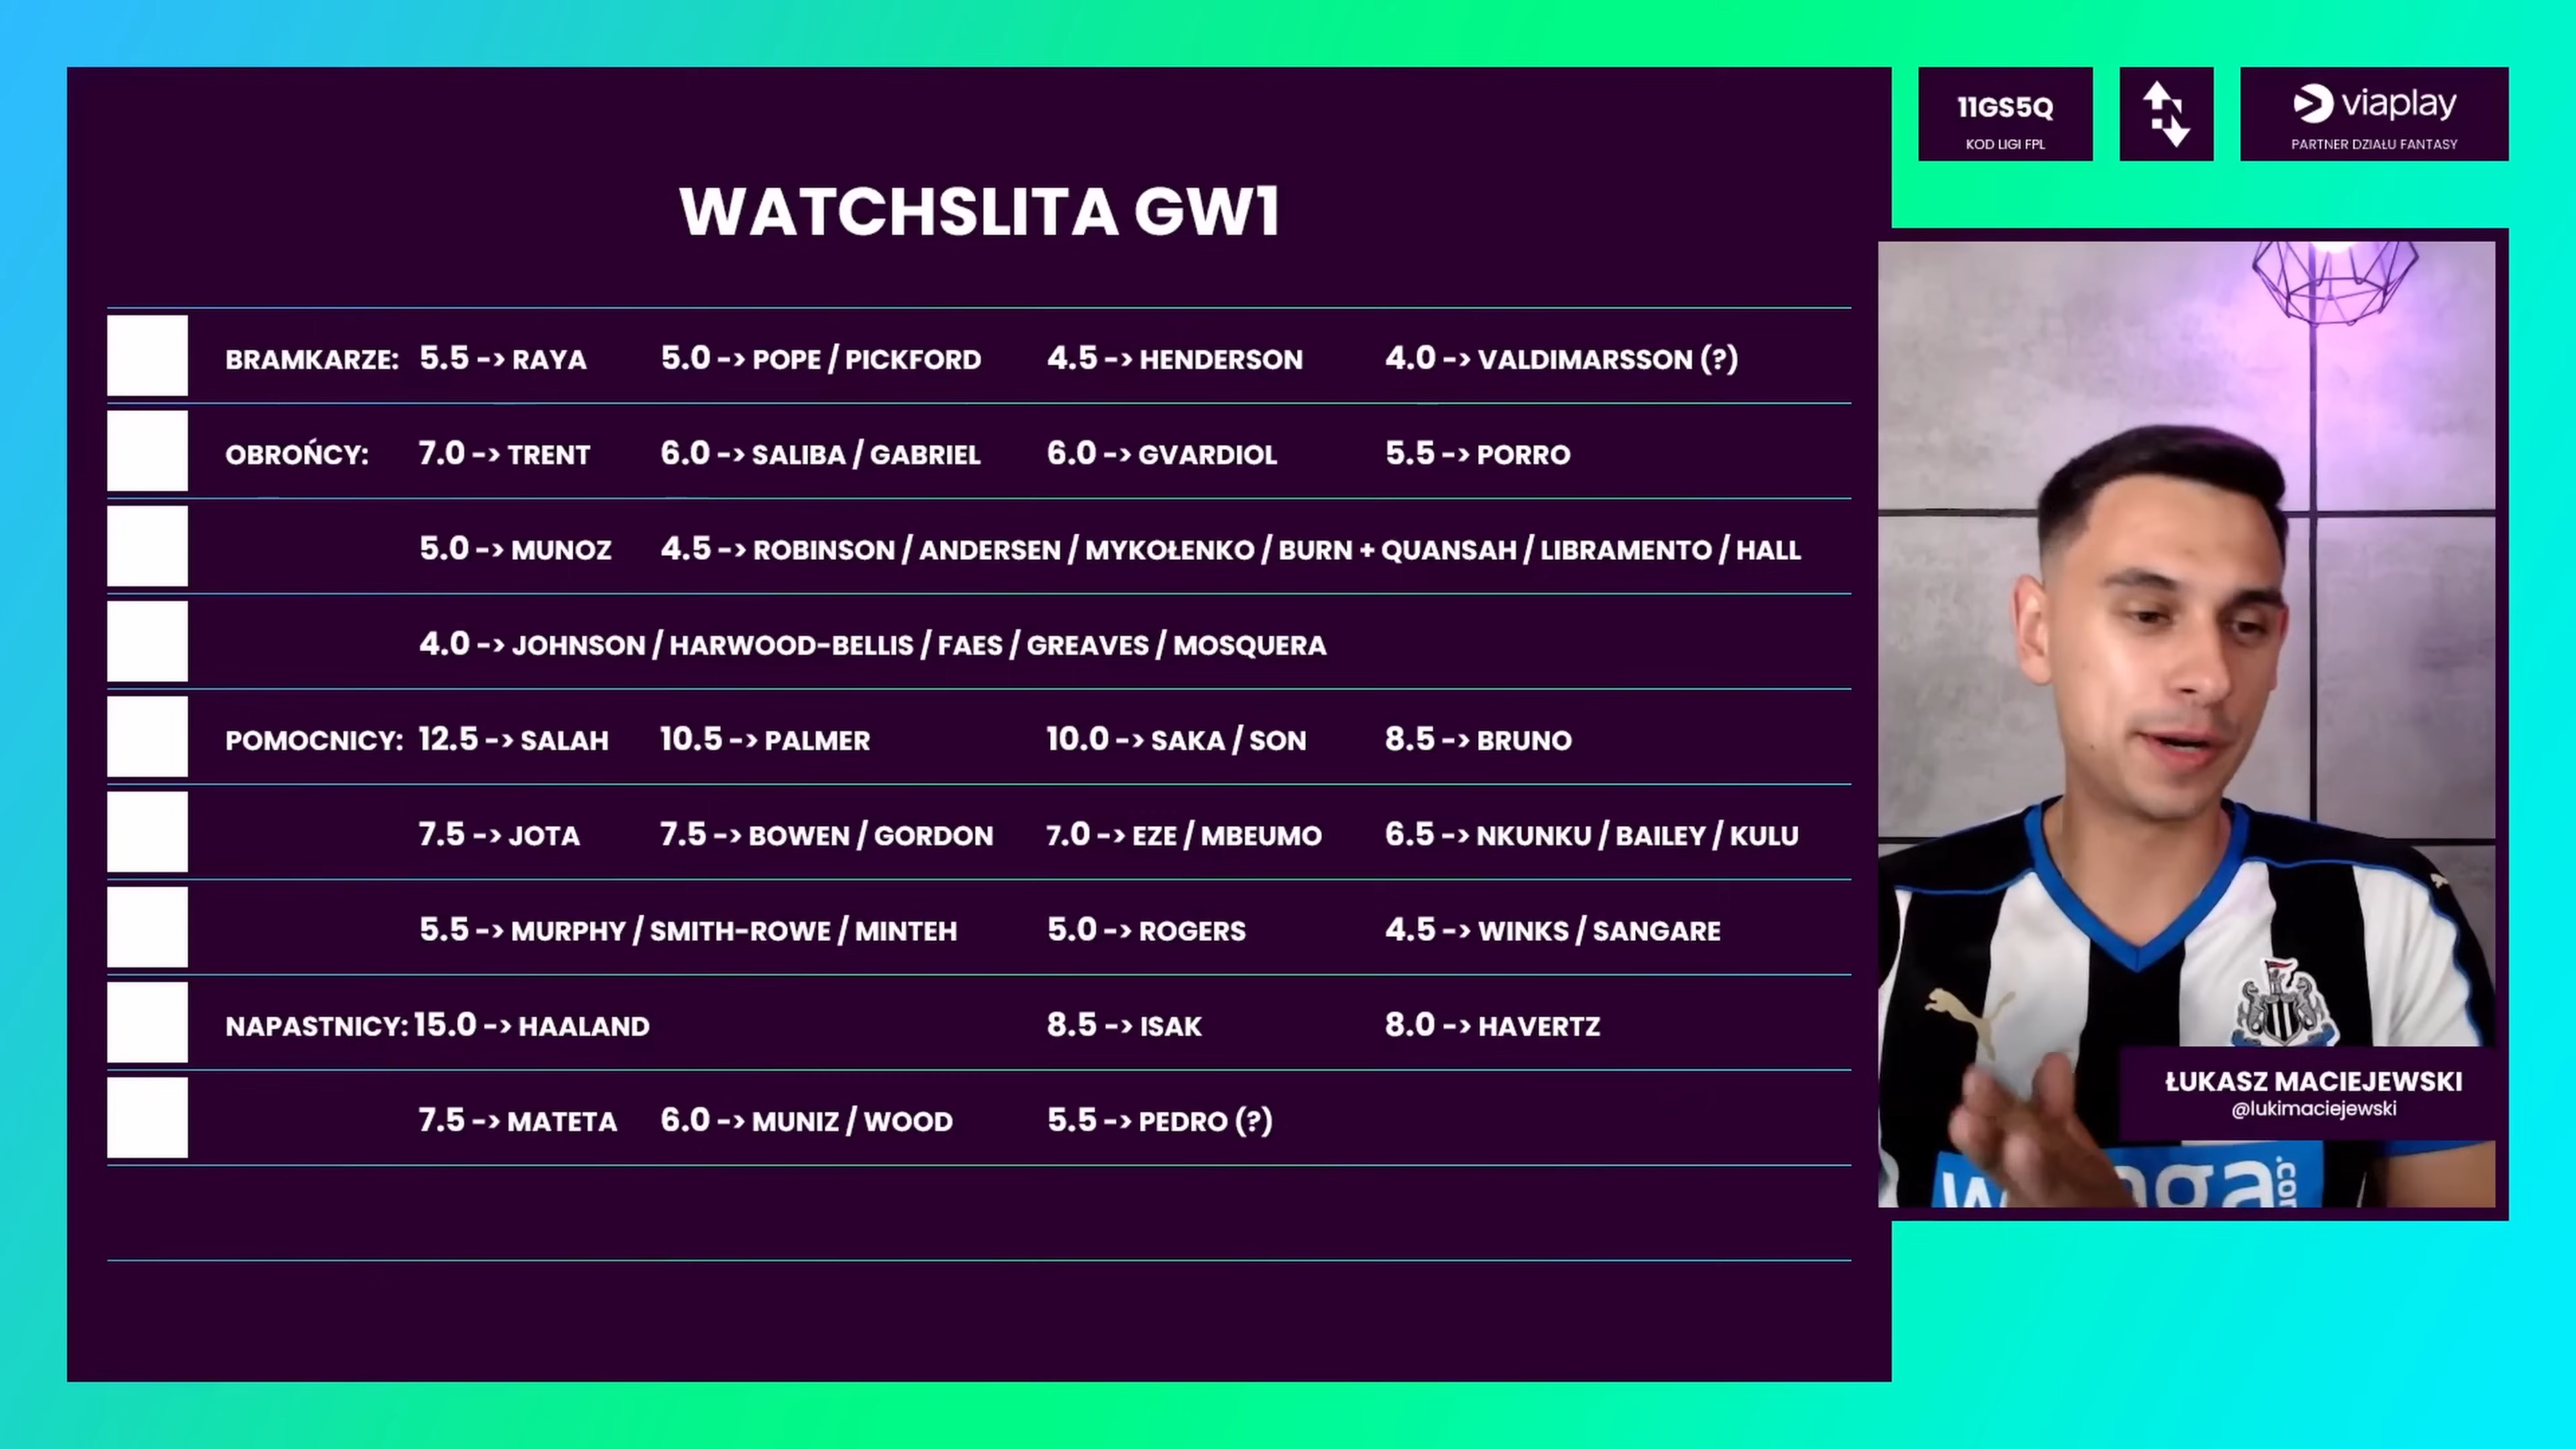 11GS5Q
KOD LIGI FPL
viaplay
PARTNER DZIAŁU FANTASY
WATCHSLITA GW1
BRAMKARZE: 5.5 -> RAYA 5.0 -> POPE / PICKFORD 4.5 -> HENDERSON 4.0 -> VALDIMARSSON (?)
OBROŃCY: 7.0 -> TRENT 6.0 -> SALIBA / GABRIEL 6.0 -> GVARDIOL 5.5 -> PORRO
5.0 -> MUNOZ 4.5 -> ROBINSON / ANDERSEN / MYKOŁENKO / BURN + QUANSAH / LIBRAMENTO / HALL
4.0 -> JOHNSON / HARWOOD-BELLIS / FAES / GREAVES / MOSQUERA
POMOCNICY: 12.5 -> SALAH 10.5 -> PALMER 10.0 -> SAKA / SON 8.5 -> BRUNO
7.5 -> JOTA 7.5 -> BOWEN / GORDON 7.0 -> EZE / MBEUMO 6.5 -> NKUNKU / BAILEY / KULU
5.5 -> MURPHY / SMITH-ROWE / MINTEH 5.0 -> ROGERS 4.5 -> WINKS / SANGARE
NAPASTNICY: 15.0 -> HAALAND 8.5 -> ISAK 8.0 -> HAVERTZ
7.5 -> MATETA 6.0 -> MUNIZ / WOOD 5.5 -> PEDRO (?)
ŁUKASZ MACIEJEWSKI
@lukimaciejewski